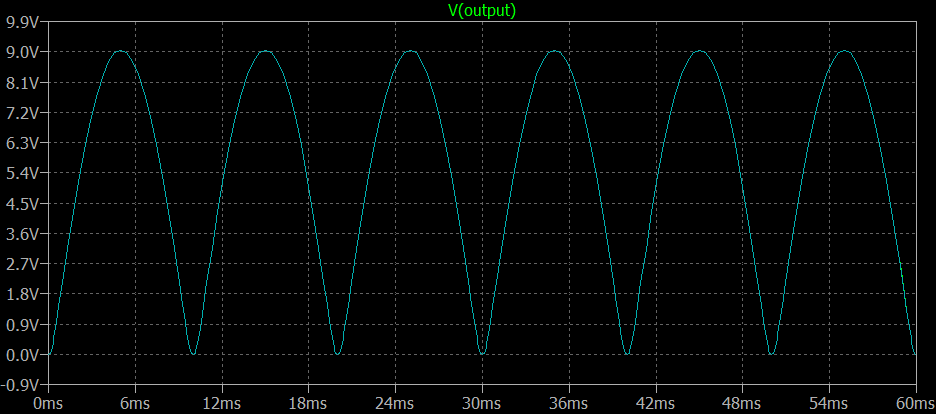 V(output)
9.9V
9.0V
8.1V
7.2V
6.3V
5.4V
4.5V
3.6V
2.7V
1.8V
0.9V
0.0V
-0.9V
0ms 6ms 12ms 18ms 24ms 30ms 36ms 42ms 48ms 54ms 60ms